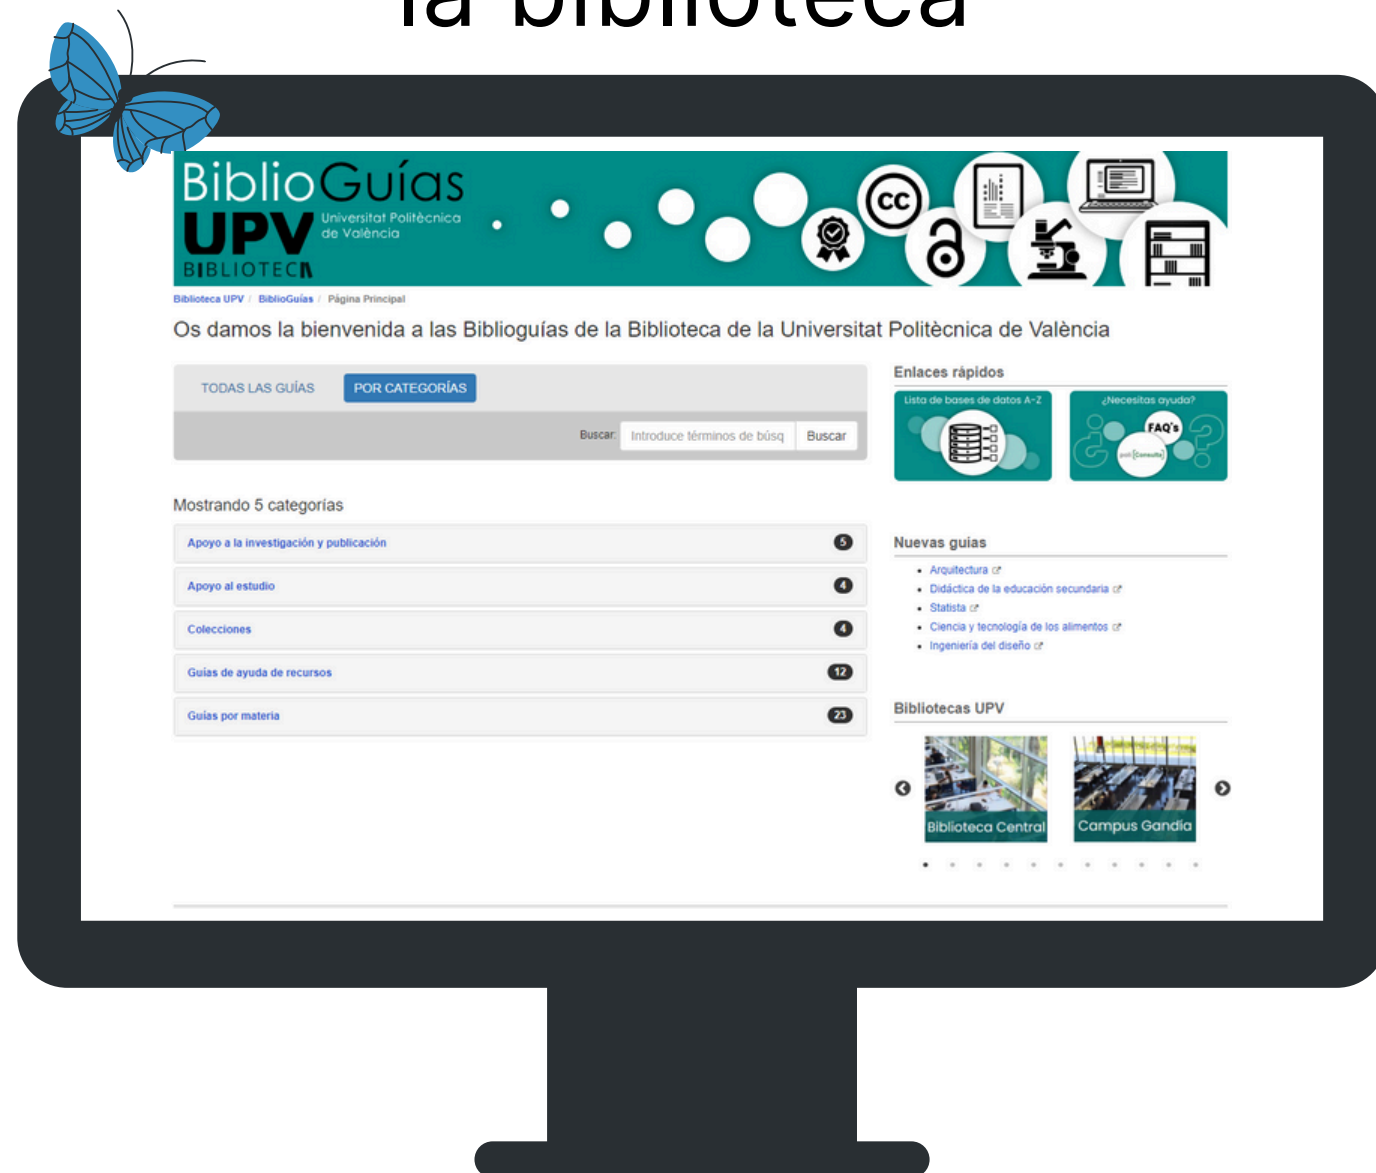 la biblioteca
BiblioGuías
UPV Universitat Politècnica
de València
BIBLIOTECA
Biblioteca UPV / BiblioGuías / Página Principal
Os damos la bienvenida a las Biblioguías de la Biblioteca de la Universitat Politècnica de València
TODAS LAS GUÍAS POR CATEGORÍAS
Buscar: Introduce términos de búsq Buscar
Mostrando 5 categorías
Apoyo a la investigación y publicación 5
Apoyo al estudio 4
Colecciones 4
Guías de ayuda de recursos 12
Guías por materia 23
cc
Enlaces rápidos
Lista de bases de datos A-Z
¿Necesitas ayuda?
FAQ's
poli[Consulta]
Nuevas guias
Arquitectura
Didáctica de la educación secundaria
Statista
Ciencia y tecnología de los alimentos
Ingeniería del diseño
Bibliotecas UPV
Biblioteca Central
Campus Gandia